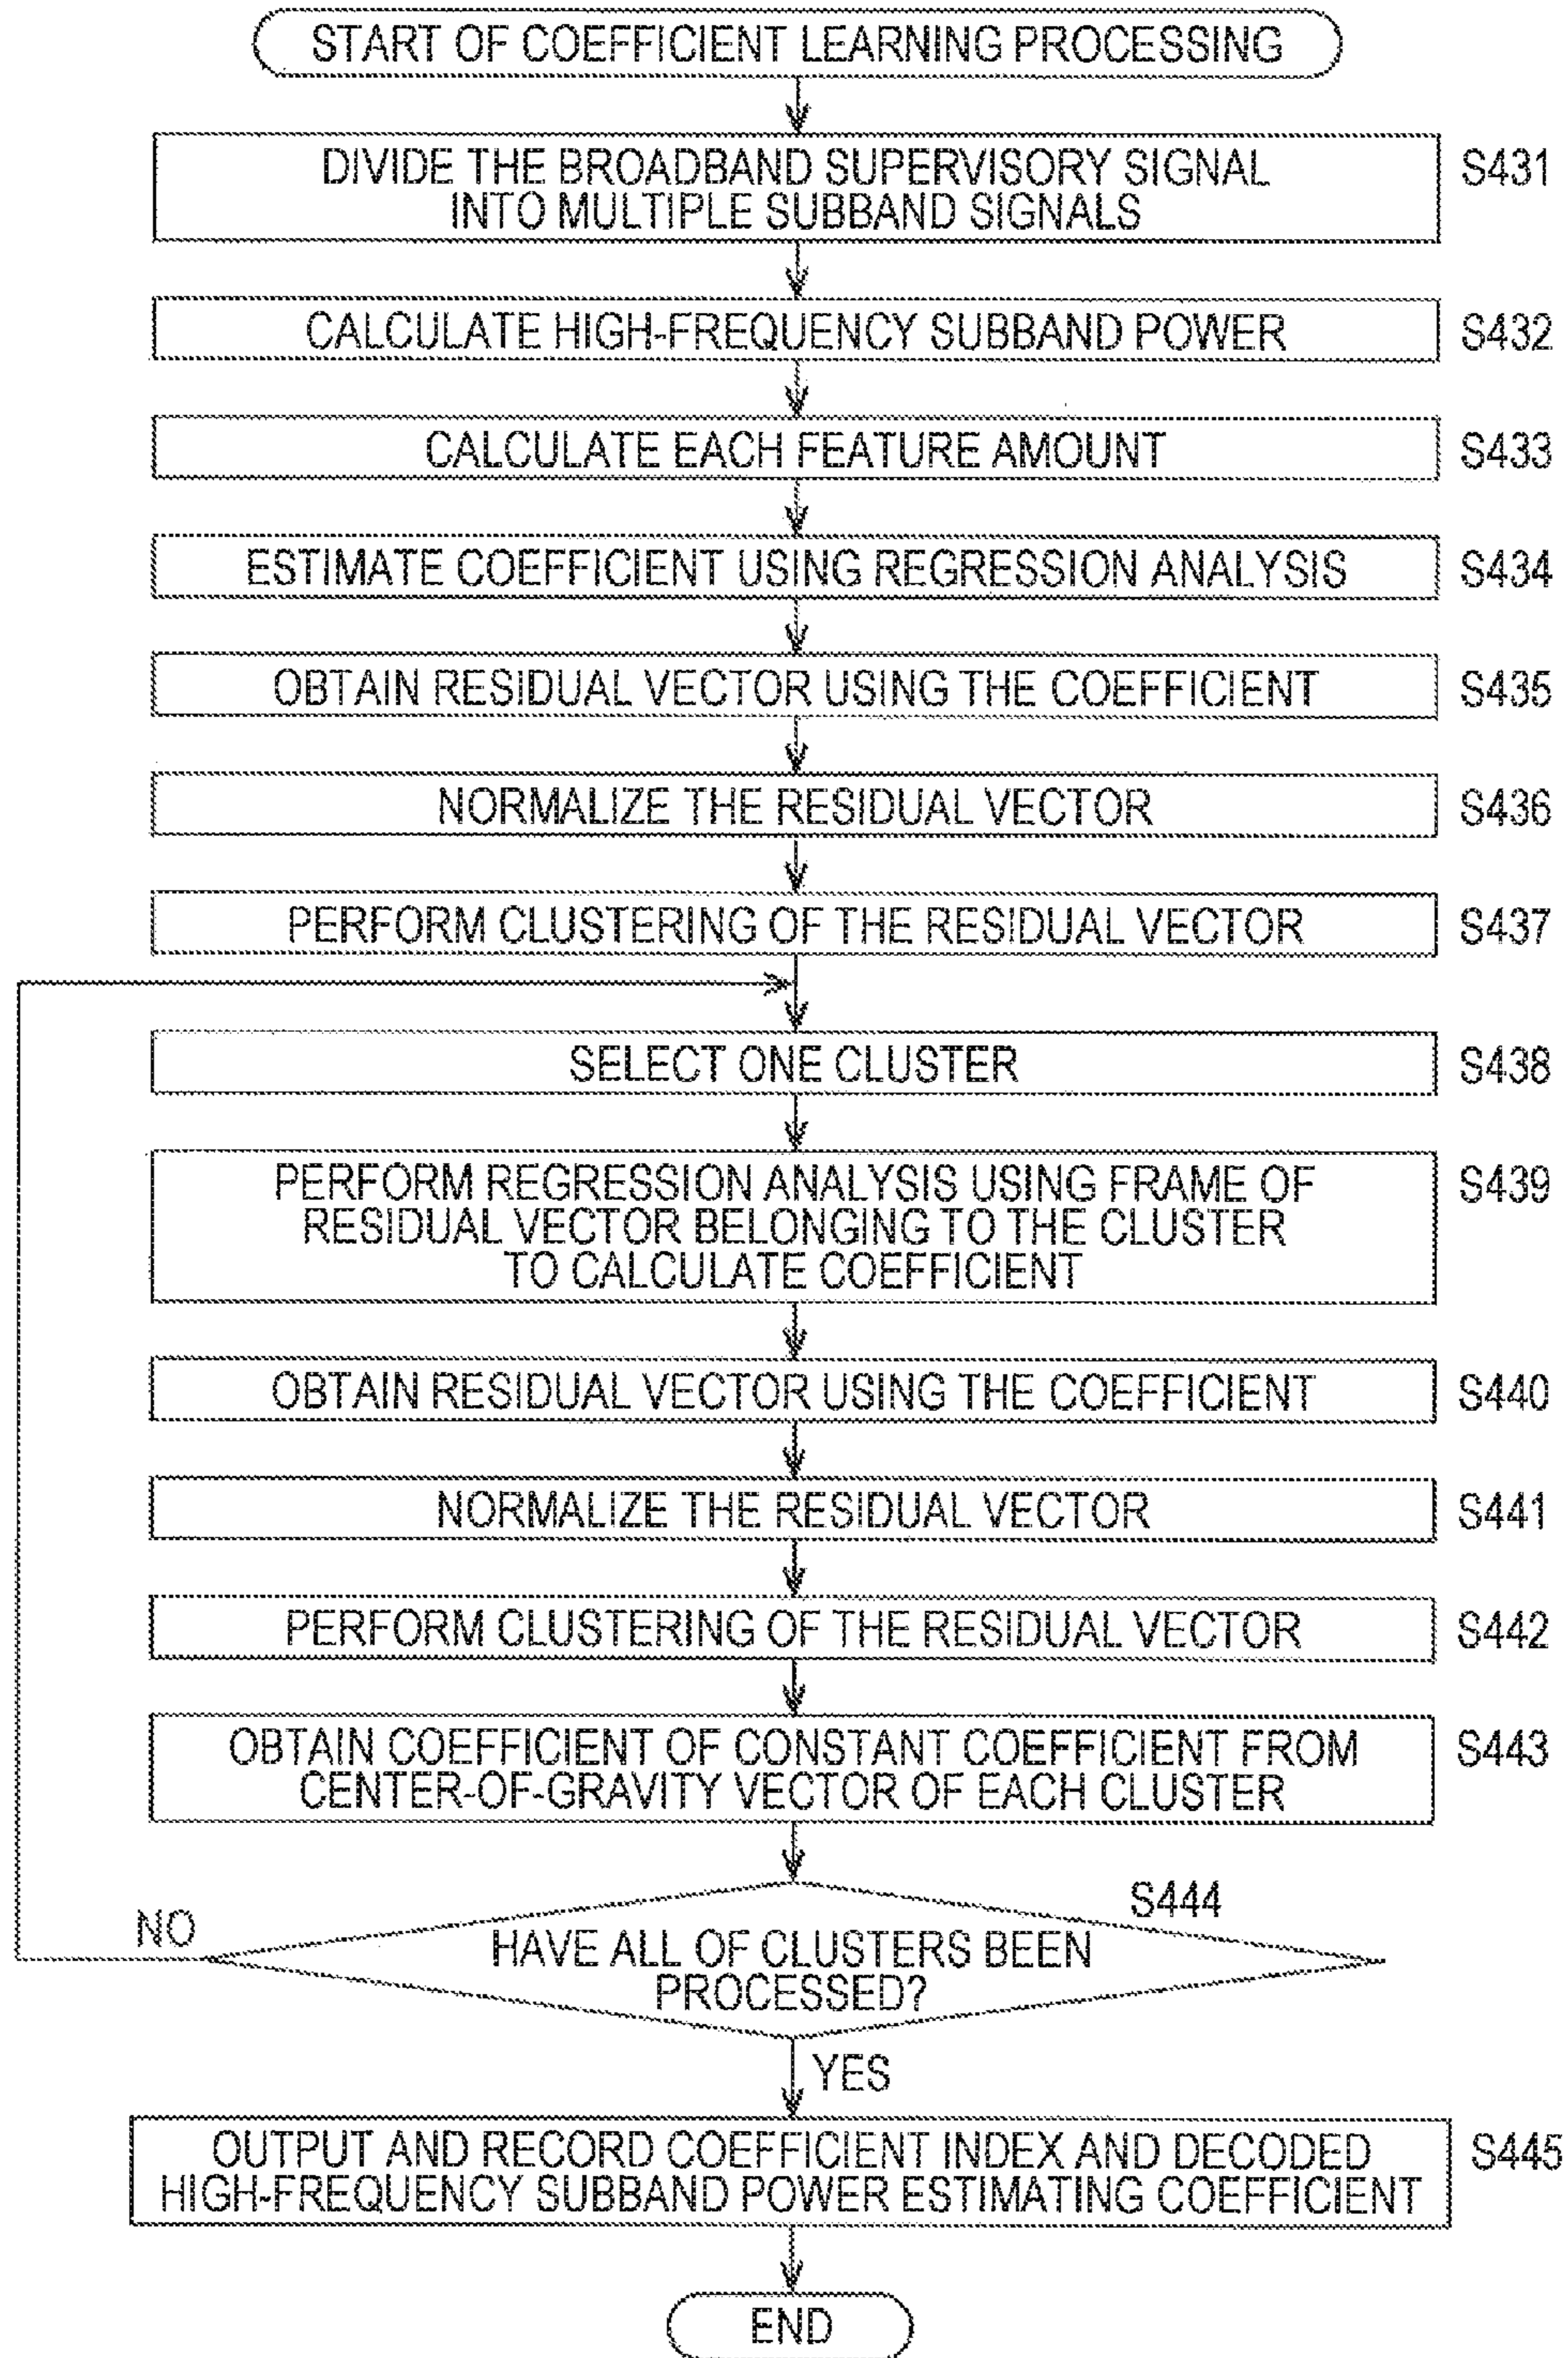 START OF COEFFICIENT LEARNING PROCESSING
DIVIDE THE BROADBAND SUPERVISORY SIGNAL
INTO MULTIPLE SUBBAND SIGNALS
S431
CALCULATE HIGH-FREQUENCY SUBBAND POWER
S432
CALCULATE EACH FEATURE AMOUNT
S433
ESTIMATE COEFFICIENT USING REGRESSION ANALYSIS
S434
OBTAIN RESIDUAL VECTOR USING THE COEFFICIENT
S435
NORMALIZE THE RESIDUAL VECTOR
S436
PERFORM CLUSTERING OF THE RESIDUAL VECTOR
S437
SELECT ONE CLUSTER
S438
PERFORM REGRESSION ANALYSIS USING FRAME OF
RESIDUAL VECTOR BELONGING TO THE CLUSTER
TO CALCULATE COEFFICIENT
S439
OBTAIN RESIDUAL VECTOR USING THE COEFFICIENT
S440
NORMALIZE THE RESIDUAL VECTOR
S441
PERFORM CLUSTERING OF THE RESIDUAL VECTOR
S442
OBTAIN COEFFICIENT OF CONSTANT COEFFICIENT FROM
CENTER-OF-GRAVITY VECTOR OF EACH CLUSTER
S443
S444
NO
HAVE ALL OF CLUSTERS BEEN
PROCESSED?
YES
OUTPUT AND RECORD COEFFICIENT INDEX AND DECODED
HIGH-FREQUENCY SUBBAND POWER ESTIMATING COEFFICIENT
S445
END